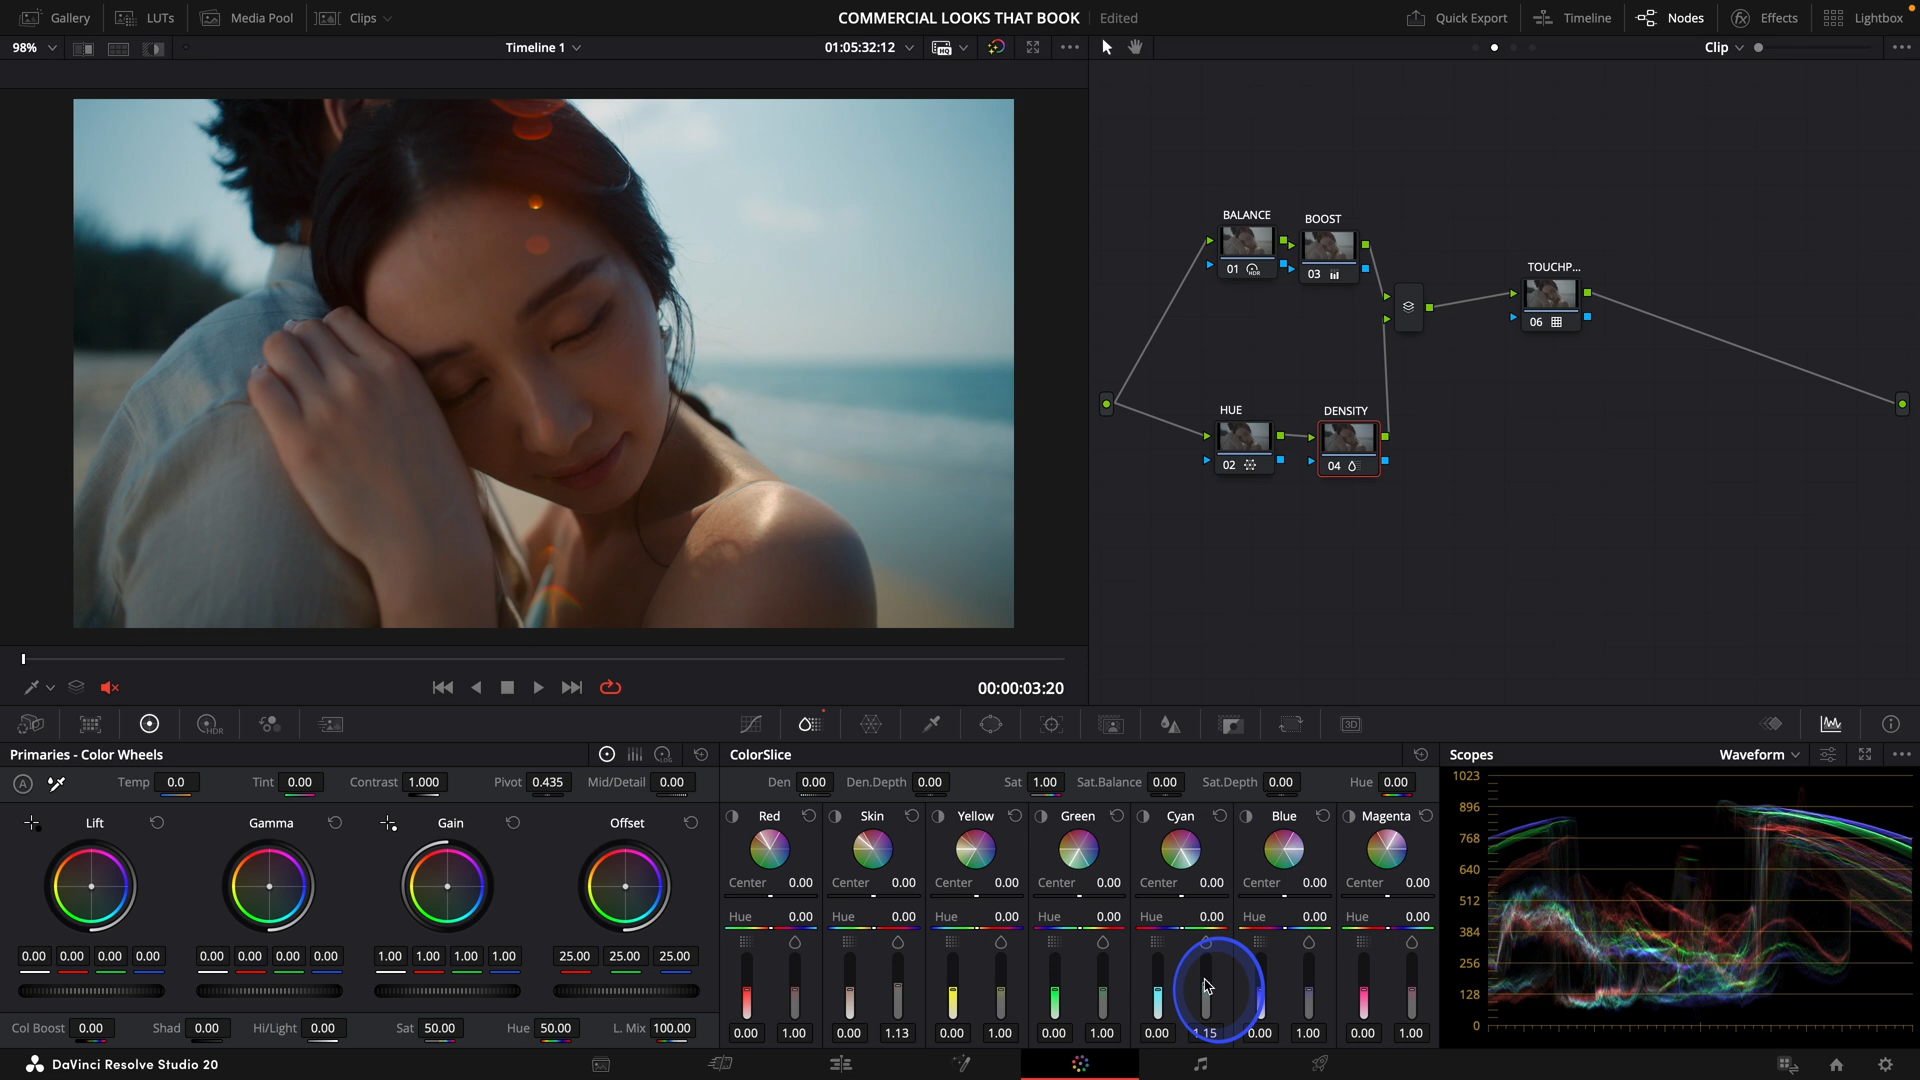 Gallery LUTs Media Pool Clips COMMERCIAL LOOKS THAT BOOK Edited Quick Export Timeline Nodes Effects Lightbox
98% Timeline 1 01:05:32:12 HQ Clip
BALANCE
01 HDR
BOOST
03
TOUCHP...
06
HUE
02
DENSITY
04
00:00:03:20
HDR 3D
Primaries - Color Wheels LOG
A Temp 0.0 Tint 0.00 Contrast 1.000 Pivot 0.435 Mid/Detail 0.00
Lift Gamma Gain Offset
0.00 0.00 0.00 0.00 0.00 0.00 0.00 0.00 1.00 1.00 1.00 1.00 25.00 25.00 25.00
Col Boost 0.00 Shad 0.00 Hi/Light 0.00 Sat 50.00 Hue 50.00 L. Mix 100.00
ColorSlice
Den 0.00 Den.Depth 0.00 Sat 1.00 Sat.Balance 0.00 Sat.Depth 0.00 Hue 0.00
Red Skin Yellow Green Cyan Blue Magenta
Center 0.00 Center 0.00 Center 0.00 Center 0.00 Center 0.00 Center 0.00 Center 0.00
Hue 0.00 Hue 0.00 Hue 0.00 Hue 0.00 Hue 0.00 Hue 0.00 Hue 0.00
0.00 1.00 0.00 1.13 0.00 1.00 0.00 1.00 0.00 1.15 0.00 1.00 0.00 1.00
Scopes Waveform
1023
896
768
640
512
384
256
128
0
DaVinci Resolve Studio 20